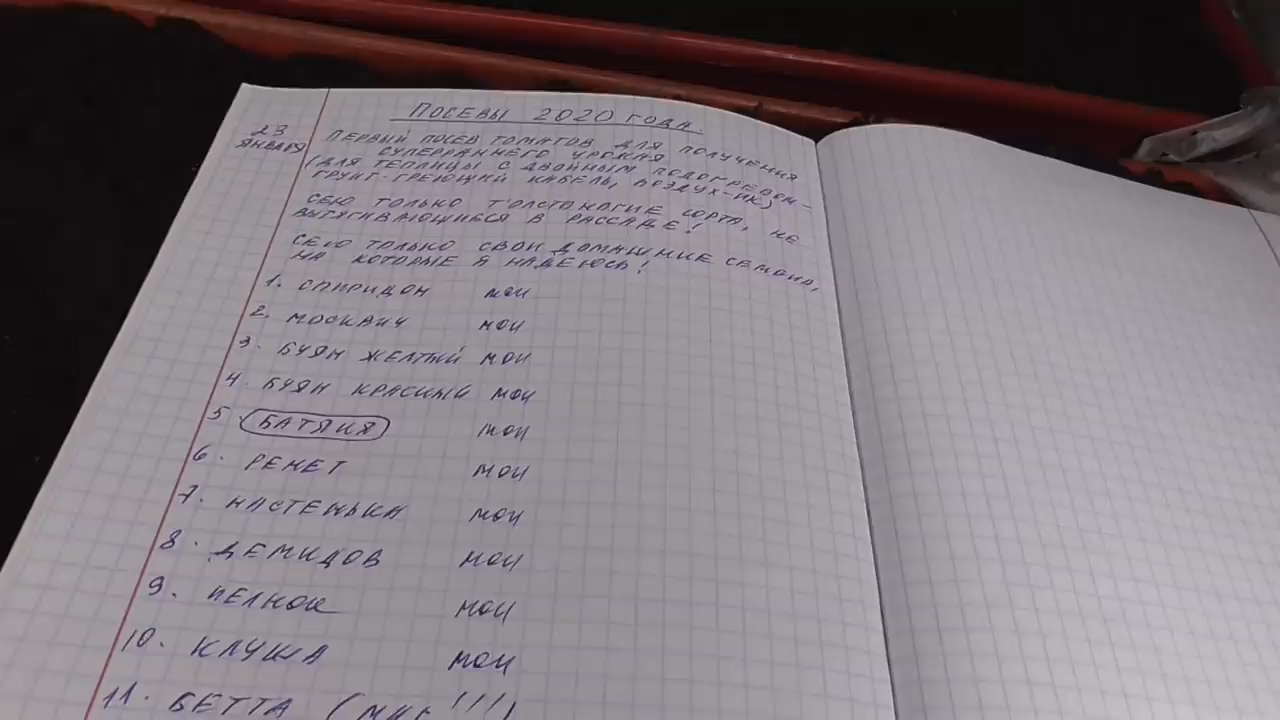 ПОСЕВЫ 2020 ГОДА.
23
ЯНВАРЯ
ПЕРВЫЙ ПОСЕВ ТОМАТОВ ДЛЯ ПОЛУЧЕНИЯ
СУПЕРРАННЕГО УРОЖАЯ
(ДЛЯ ТЕПЛИЦЫ С ДВОЙНЫМ ПОДОГРЕВОМ -
ГРУНТ-ГРЕЮЩИЙ КАБЕЛЬ, ВОЗДУХ-ИК)
СЕЮ ТОЛЬКО ТОЛСТОНОГИЕ СОРТА, НЕ
ВЫТЯГИВАЮЩИЕСЯ В РАССАДЕ!
СЕЮ ТОЛЬКО СВОИ ДОМАШНИЕ СЕМЕНА,
НА КОТОРЫЕ Я НАДЕЮСЬ!
1. СПИРИДОН МОИ
2. МОСКВИЧ МОИ
3. БУЯН ЖЕЛТЫЙ МОИ
4. БУЯН КРАСНЫЙ МОИ
5. БАТЯНЯ МОИ
6. РЕНЕТ МОИ
7. НАСТЕНЬКА МОИ
8. ДЕМИДОВ МОИ
9. ПЕЛНОК МОИ
10. КЛУША МОИ
11. БЕТТА